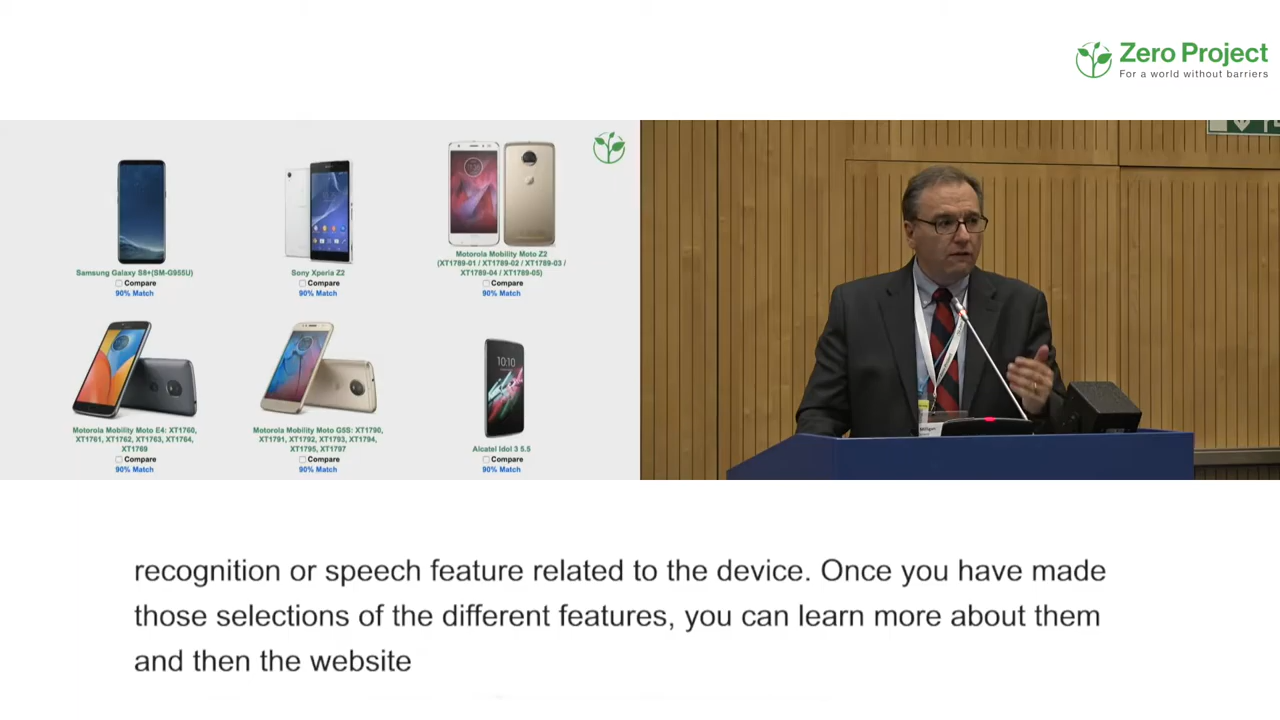 Zero Project
For a world without barriers
Samsung Galaxy S8+(SM-G955U)
Compare
90% Match
Sony Xperia Z2
Compare
90% Match
Motorola Mobility Moto Z2
(XT1789-01 / XT1789-02 / XT1789-03 /
XT1789-04 / XT1789-05)
Compare
90% Match
10:10
Motorola Mobility Moto E4: XT1760,
XT1761, XT1762, XT1763, XT1764,
XT1769
Compare
90% Match
Motorola Mobility Moto G5S: XT1790,
XT1791, XT1792, XT1793, XT1794,
XT1795, XT1797
Compare
90% Match
Alcatel Idol 3 5.5
Compare
90% Match
recognition or speech feature related to the device. Once you have made
those selections of the different features, you can learn more about them
and then the website